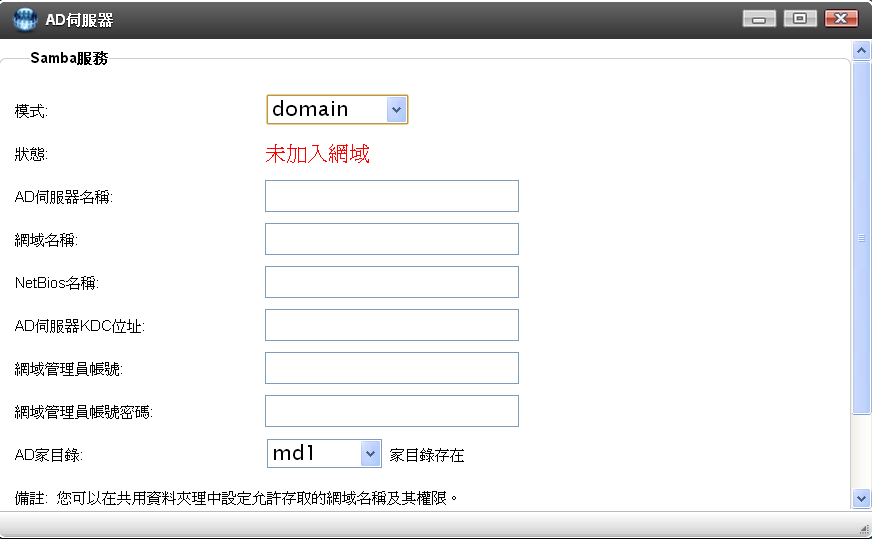 AD伺服器
Samba服務
模式: domain
狀態: 未加入網域
AD伺服器名稱:
網域名稱:
NetBios名稱:
AD伺服器KDC位址:
網域管理員帳號:
網域管理員帳號密碼:
AD家目錄: md1 家目錄存在
備註: 您可以在共用資料夾理中設定允許存取的網域名稱及其權限。